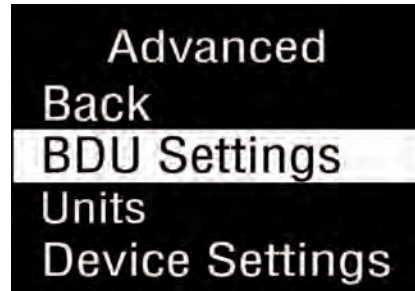 Advanced
Back
BDU Settings
Units
Device Settings